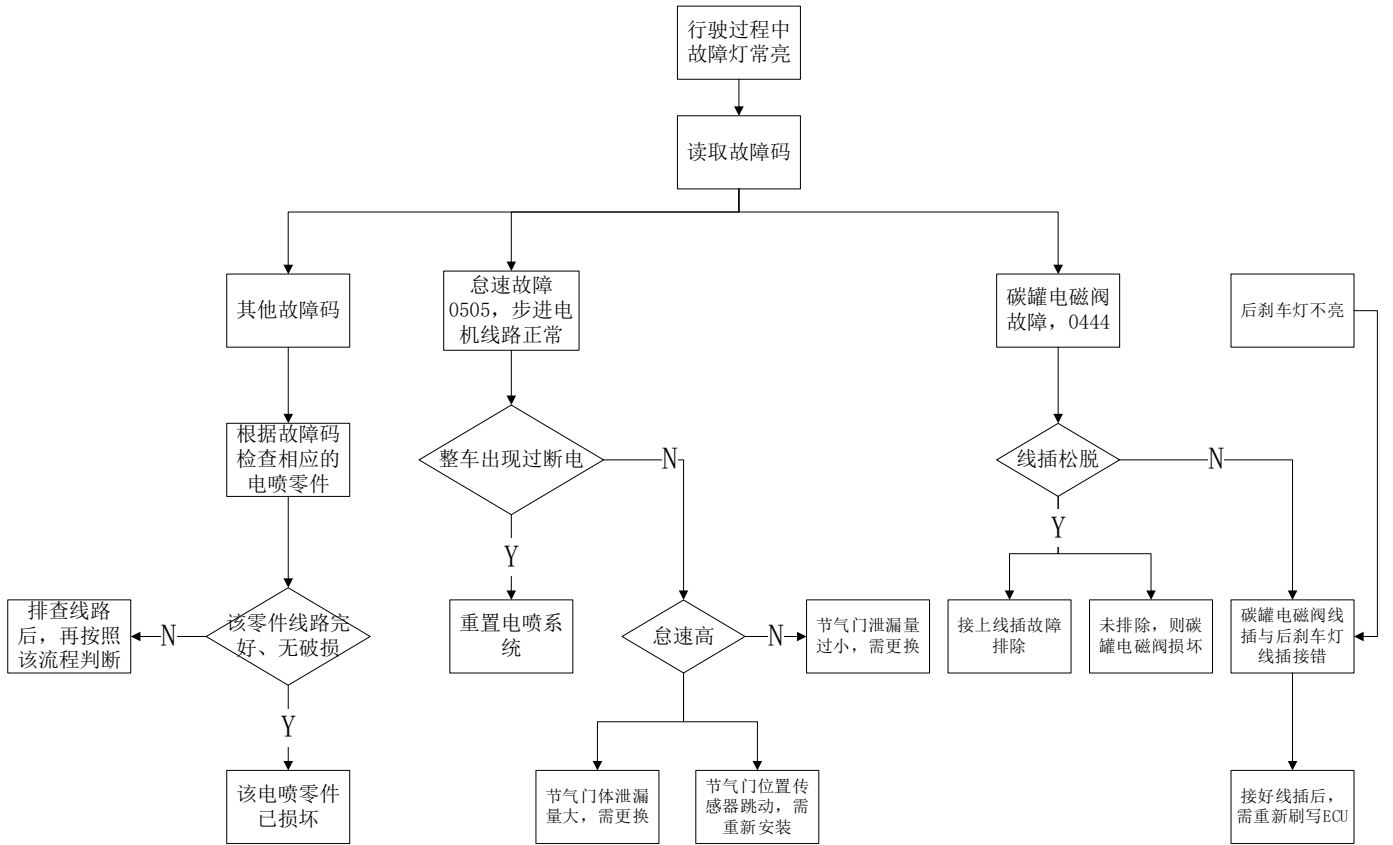 行驶过程中
故障灯常亮
读取故障码
其他故障码
怠速故障
0505，步进电
机线路正常
碳罐电磁阀
故障，0444
后刹车灯不亮
根据故障码
检查相应的
电喷零件
整车出现过断电
N
线插松脱
N
Y
Y
排查线路
后，再按照
该流程判断
N
该零件线路完
好、无破损
重置电喷系
统
怠速高
N
节气门泄漏量
过小，需更换
接上线插故障
排除
未排除，则碳
罐电磁阀损坏
碳罐电磁阀线
插与后刹车灯
线插接错
Y
该电喷零件
已损坏
节气门体泄漏
量大，需更换
节气门位置传
感器跳动，需
重新安装
接好线插后，
需重新刷写ECU